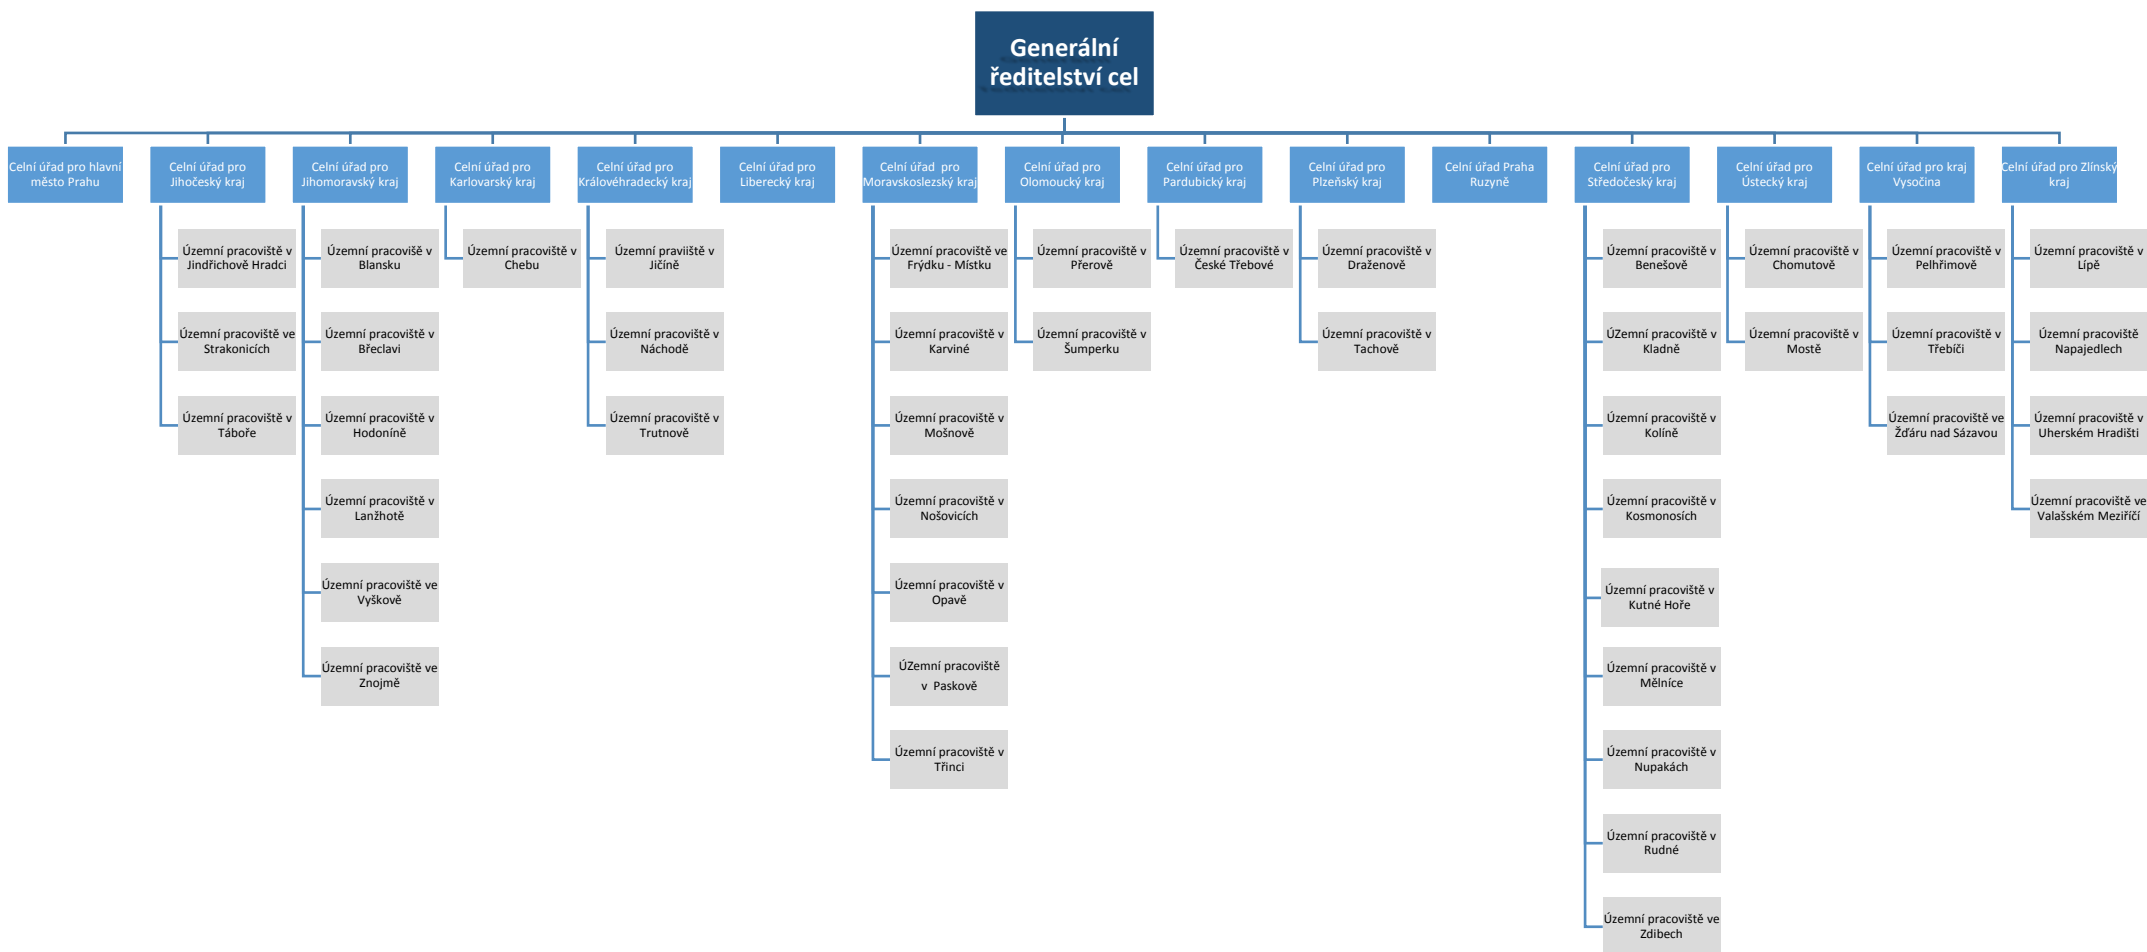 Generální
ředitelství cel
Celní úřad pro hlavní
město Prahu
Celní úřad pro
Jihočeský kraj
Celní úřad pro
Jihomoravský kraj
Celní úřad pro
Karlovarský kraj
Celní úřad pro
Královéhradecký kraj
Celní úřad pro
Liberecký kraj
Celní úřad  pro
Moravskoslezský kraj
Celní úřad pro
Olomoucký kraj
Celní úřad pro
Pardubický kraj
Celní úřad pro
Plzeňský kraj
Celní úřad Praha
Ruzyně
Celní úřad pro
Středočeský kraj
Celní úřad pro
Ústecký kraj
Celní úřad pro kraj
Vysočina
Celní úřad pro Zlínský
kraj
Územní pracoviště v
Jindřichově Hradci
Územní pracoviště ve
Strakonicích
Územní pracoviště v
Táboře
Územní pracovišě v
Blansku
Územní pracoviště v
Břeclavi
Územní pracoviště v
Hodoníně
Územní pracoviště v
Lanžhotě
Územní pracoviště ve
Vyškově
Územní pracoviště ve
Znojmě
Územní pracoviště v
Chebu
Územní praviiště v
Jičíně
Územní pracoviště v
Náchodě
Územní pracoviště v
Trutnově
Územní pracoviště ve
Frýdku - Místku
Územní pracoviště v
Karviné
Územní pracoviště v
Mošnově
Územní pracoviště v
Nošovicích
Územní pracoviště v
Opavě
ÚZemní pracoviště
v  Paskově
Územní pracoviště v
Třinci
Územní pracoviště v
Přerově
Územní pracoviště v
Šumperku
Územní pracoviště v
České Třebové
Územní pracoviště v
Draženově
Územní pracoviště v
Tachově
Územní pracoviště v
Benešově
ÚZemní pracoviště v
Kladně
Územní pracoviště v
Kolíně
Územní pracoviště v
Kosmonosích
Územní pracoviště v
Kutné Hoře
Územní pracoviště v
Mělníce
Územní pracoviště v
Nupakách
Územní pracoviště v
Rudné
Územní pracoviště ve
Zdibech
Územní pracoviště v
Chomutově
Územní pracoviště v
Mostě
Územní pracoviště v
Pelhřimově
Územní pracoviště v
Třebíči
Územní pracoviště ve
Žďáru nad Sázavou
Územní pracoviště v
Lípě
Územní pracoviště
Napajedlech
Územní pracoviště v
Uherském Hradišti
Územní pracoviště ve
Valašském Meziříčí